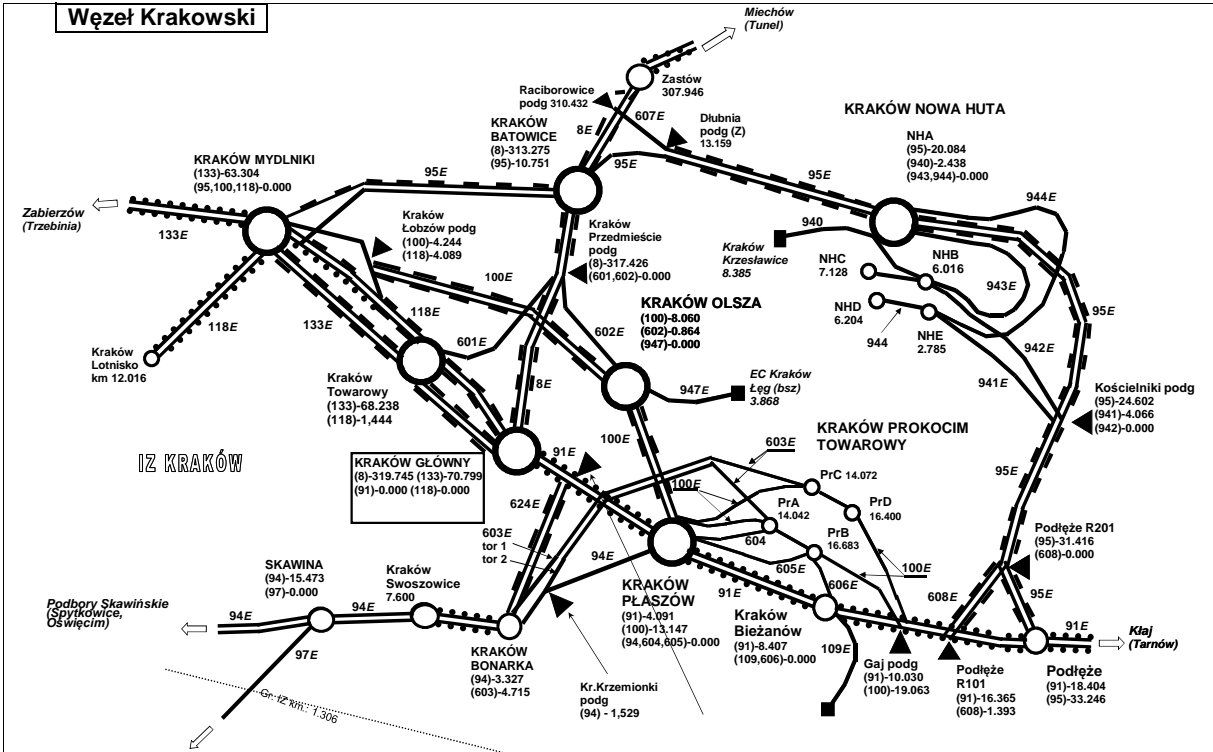 Węzeł Krakowski
Miechów
(Tunel)
Zastów
307.946
Raciborowice
podg 310.432
607E
8E
Dłubnia
podg (Z)
13.159
KRAKÓW NOWA HUTA
KRAKÓW
BATOWICE
(8)-313.275
(95)-10.751
95E
NHA
(95)-20.084
(940)-2.438
(943,944)-0.000
KRAKÓW MYDLNIKI
(133)-63.304
(95,100,118)-0.000
95E
95E
944E
Zabierzów
(Trzebinia)
133E
Kraków
Łobzów podg
(100)-4.244
(118)-4.089
Kraków
Przedmieście
podg
(8)-317.426
(601,602)-0.000
940
Kraków
Krzesławice
8.385
NHC
7.128
NHB
6.016
943E
95E
NHD
6.204
944
NHE
2.785
942E
941E
95E
100E
118E
133E
118E
601E
602E
8E
KRAKÓW OLSZA
(100)-8.060
(602)-0.864
(947)-0.000
947E
EC Kraków
Łęg (bsz)
3.868
Kraków
Lotnisko
km 12.016
Kraków
Towarowy
(133)-68.238
(118)-1,444
Kościelniki podg
(95)-24.602
(941)-4.066
(942)-0.000
IZ KRAKÓW
KRAKÓW GŁÓWNY
(8)-319.745 (133)-70.799
(91)-0.000 (118)-0.000
91E
100E
KRAKÓW PROKOCIM
TOWAROWY
603E
100E
PrC 14.072
PrA
14.042
PrD
16.400
604
PrB
16.683
95E
624E
603E
tor 1
tor 2
94E
605E
606E
100E
Podłęże R201
(95)-31.416
(608)-0.000
608E
95E
SKAWINA
(94)-15.473
(97)-0.000
Kraków
Swoszowice
7.600
KRAKÓW
PŁASZÓW
(91)-4.091
(100)-13.147
(94,604,605)-0.000
91E
Kraków
Bieżanów
(91)-8.407
(109,606)-0.000
109E
Podbory Skawińskie
(Spytkowice,
Oświęcim)
94E
94E
97E
KRAKÓW
BONARKA
(94)-3.327
(603)-4.715
Kr.Krzemionki
podg
(94) - 1,529
Gaj podg
(91)-10.030
(100)-19.063
Podłęże
R101
(91)-16.365
(608)-1.393
Podłęże
(91)-18.404
(95)-33.246
91E
Kłaj
(Tarnów)
Gr. IZ km.: 1.306